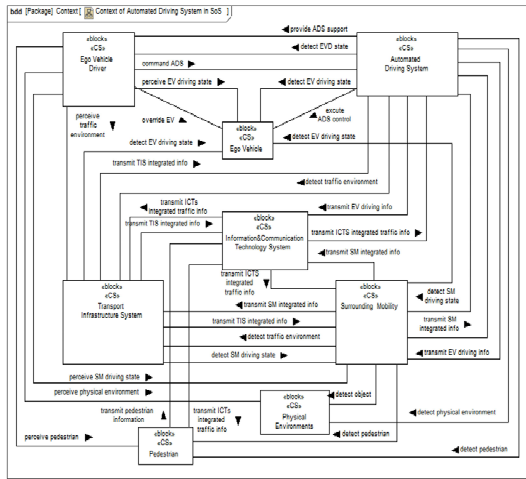 bdd [Package] Context [ Context of Automated Driving System in SoS ]
«block»
«CS»
Ego Vehicle
Driver
«block»
«CS»
Automated
Driving System
provide ADS support
detect EVD state
command ADS
perceive EV driving state
detect EV driving state
perceive
traffic
environment
override EV
excute
ADS control
«block»
«CS»
Ego Vehicle
detect EV driving state
detect EV driving state
transmit TIS integrated info
detect traffic environment
transmit ICTs
integrated traffic info
transmit EV driving info
transmit TIS integrated info
«block»
«CS»
Information&Communication
Technology System
transmit ICTS integrated traffic info
transmit SM integrated info
transmit ICTS
integrated
traffic info
«block»
«CS»
Transport
Infrastructure System
«block»
«CS»
Surrounding Mobility
detect SM
driving state
transmit SM integrated info
transmit SM
integrated info
transmit TIS integrated info
detect traffic environment
transmit EV driving info
detect SM driving state
perceive SM driving state
perceive physical environment
detect object
«block»
«CS»
Physical
Environments
transmit pedestrian
information
transmit ICTs
integrated
traffic info
detect physical environment
perceive pedestrian
«block»
«CS»
Pedestrian
detect pedestrian
detect pedestrian